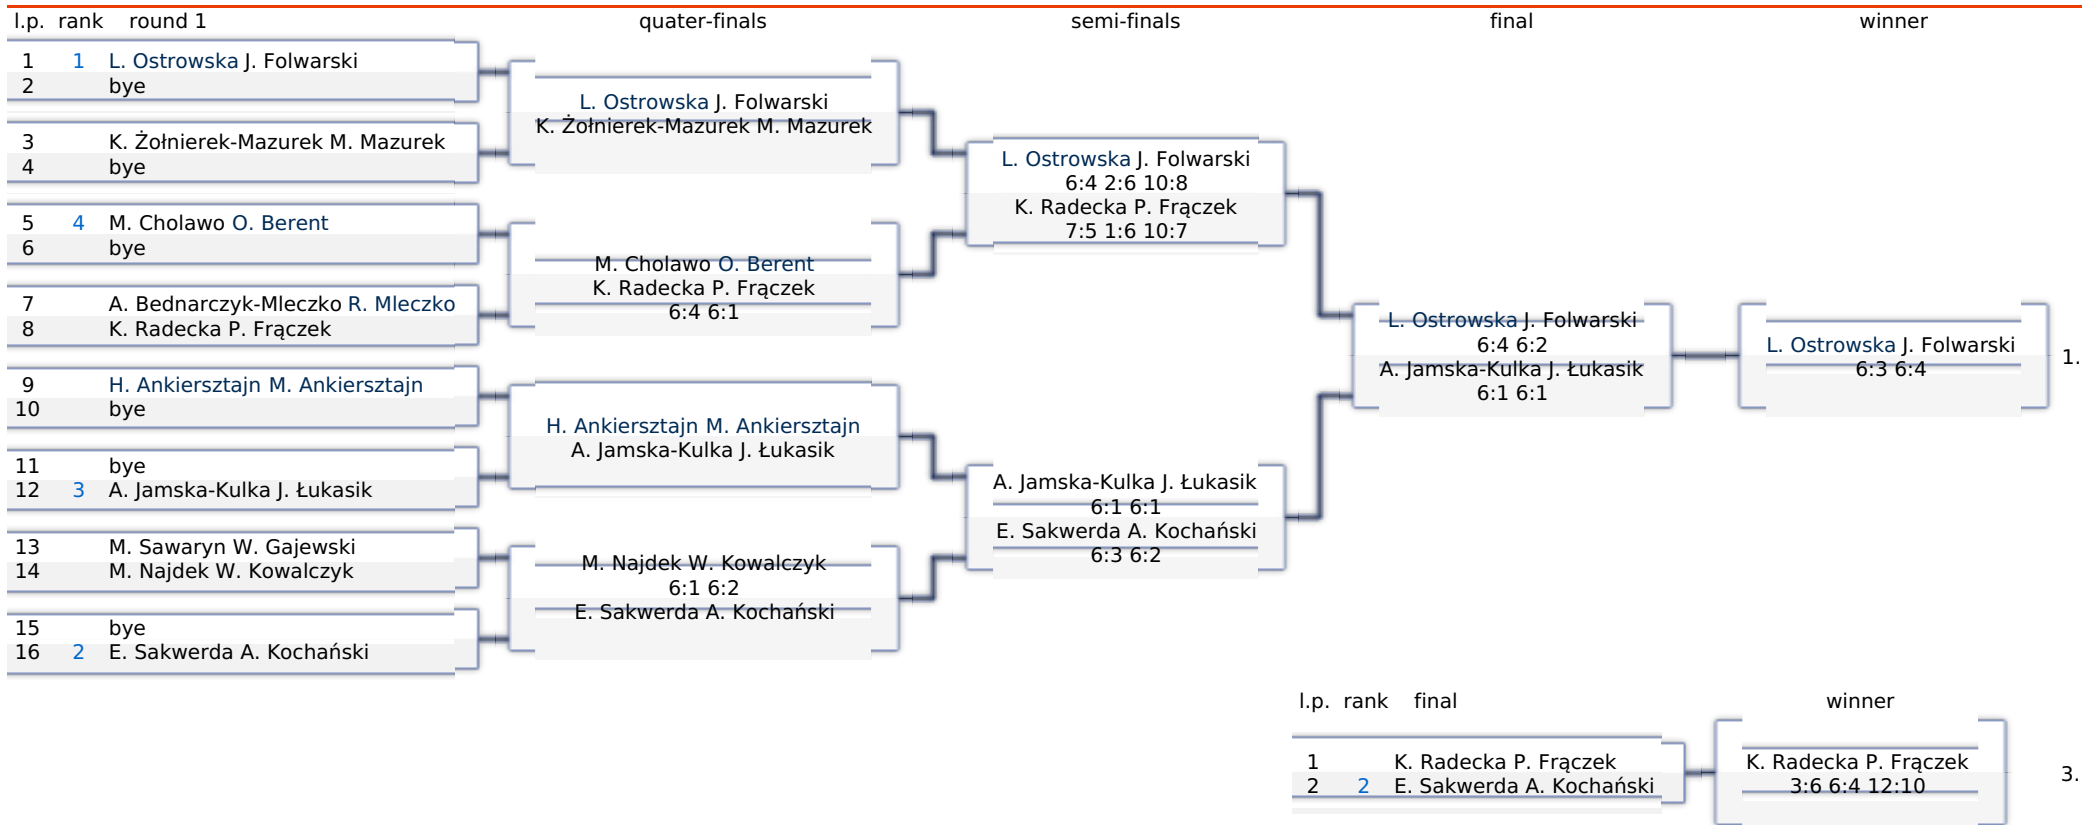 l.p. rank round 1 quater-finals semi-finals final winner
1 1 L. Ostrowska J. Folwarski
2 bye
3 K. Żołnierek-Mazurek M. Mazurek
4 bye
5 4 M. Cholawo O. Berent
6 bye
7 A. Bednarczyk-Mleczko R. Mleczko
8 K. Radecka P. Frączek
9 H. Ankiersztajn M. Ankiersztajn
10 bye
11 bye
12 3 A. Jamska-Kulka J. Łukasik
13 M. Sawaryn W. Gajewski
14 M. Najdek W. Kowalczyk
15 bye
16 2 E. Sakwerda A. Kochański
L. Ostrowska J. Folwarski
K. Żołnierek-Mazurek M. Mazurek
M. Cholawo O. Berent
K. Radecka P. Frączek
6:4 6:1
H. Ankiersztajn M. Ankiersztajn
A. Jamska-Kulka J. Łukasik
M. Najdek W. Kowalczyk
6:1 6:2
E. Sakwerda A. Kochański
L. Ostrowska J. Folwarski
6:4 2:6 10:8
K. Radecka P. Frączek
7:5 1:6 10:7
A. Jamska-Kulka J. Łukasik
6:1 6:1
E. Sakwerda A. Kochański
6:3 6:2
L. Ostrowska J. Folwarski
6:4 6:2
A. Jamska-Kulka J. Łukasik
6:1 6:1
L. Ostrowska J. Folwarski
6:3 6:4
1.
l.p. rank final winner
1 K. Radecka P. Frączek
2 2 E. Sakwerda A. Kochański
K. Radecka P. Frączek
3:6 6:4 12:10
3.